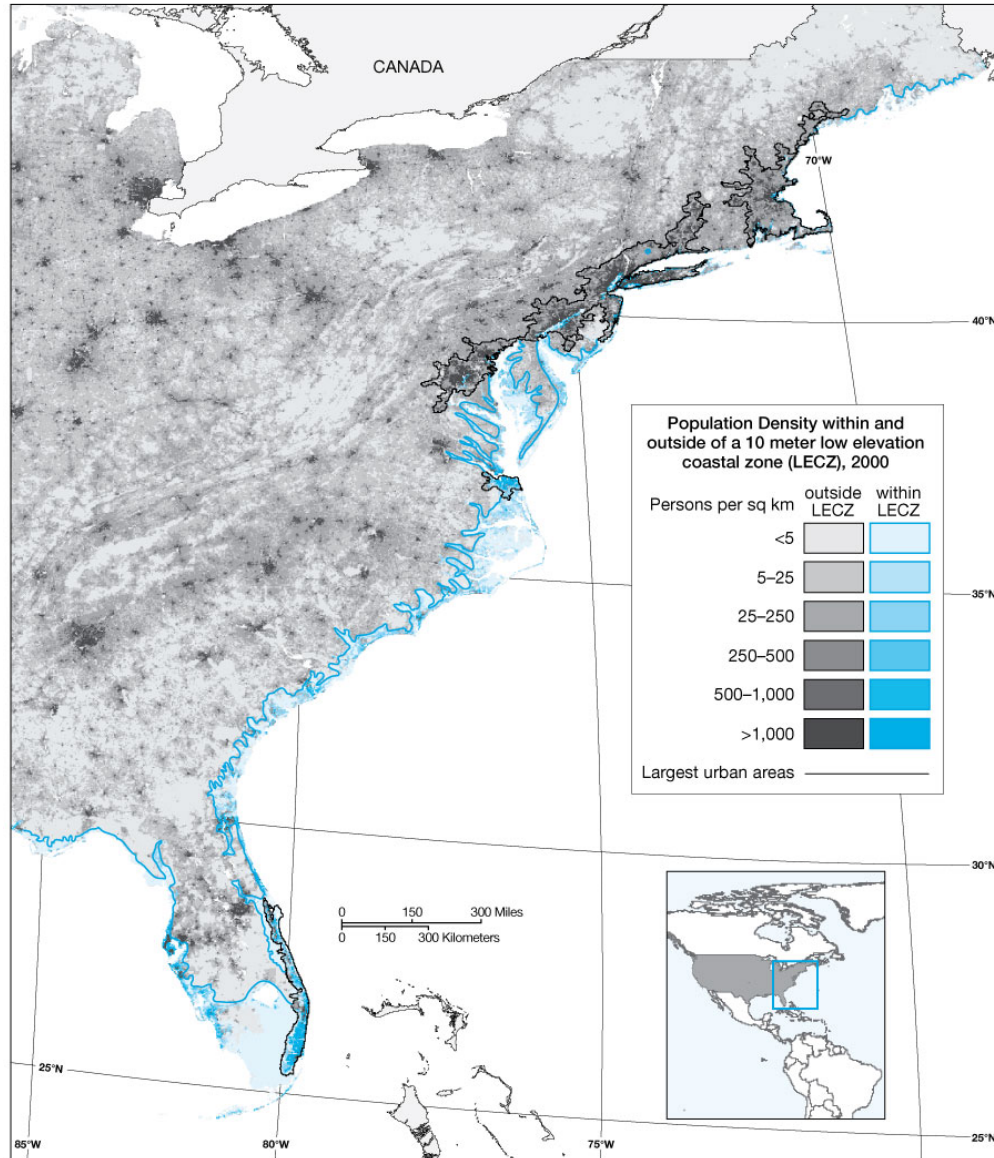 CANADA
70°W
40°N
Population Density within and
outside of a 10 meter low elevation
coastal zone (LECZ), 2000
Persons per sq km
outside
LECZ
within
LECZ
<5
5–25
25–250
250–500
500–1,000
>1,000
Largest urban areas
35°N
30°N
0 150 300 Miles
0 150 300 Kilometers
25°N
85°W
80°W
75°W
25°N